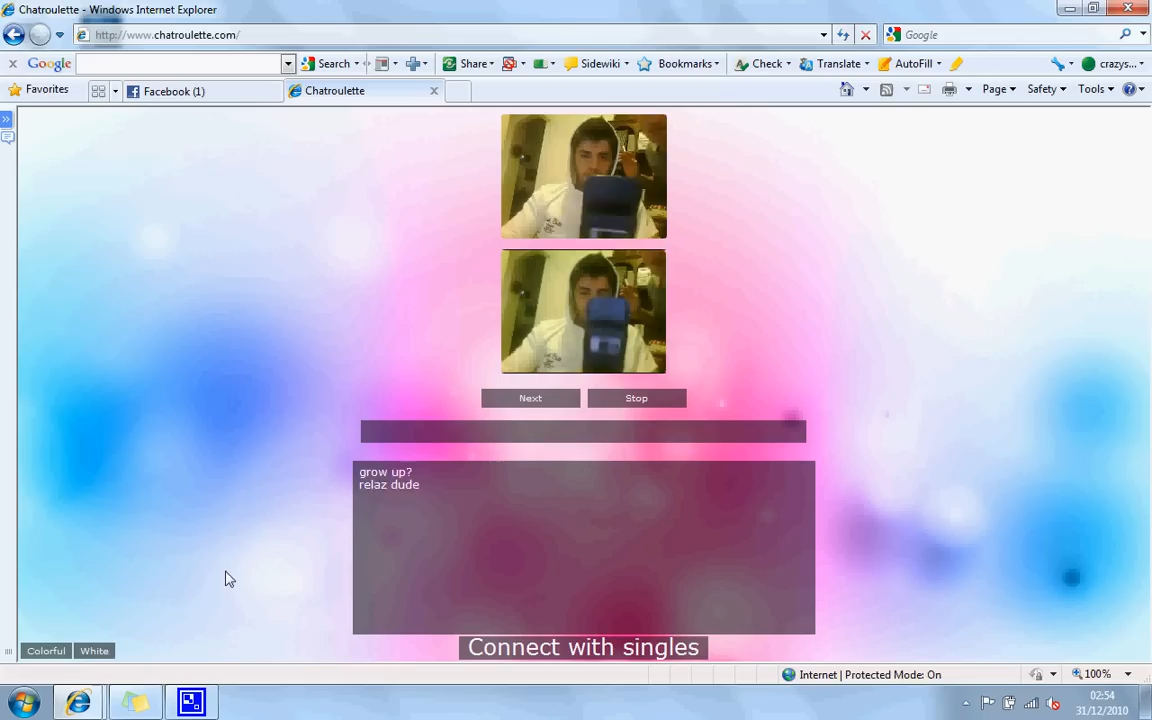 Chatroulette - Windows Internet Explorer
http://www.chatroulette.com/
Google
Google
Search
Share
Sidewiki
Bookmarks
Check
Translate
AutoFill
crazys...
Favorites
Facebook (1)
Chatroulette
Page
Safety
Tools
Next
Stop
grow up?
relaz dude
Connect with singles
Colorful
White
Internet | Protected Mode: On
100%
02:54
31/12/2010